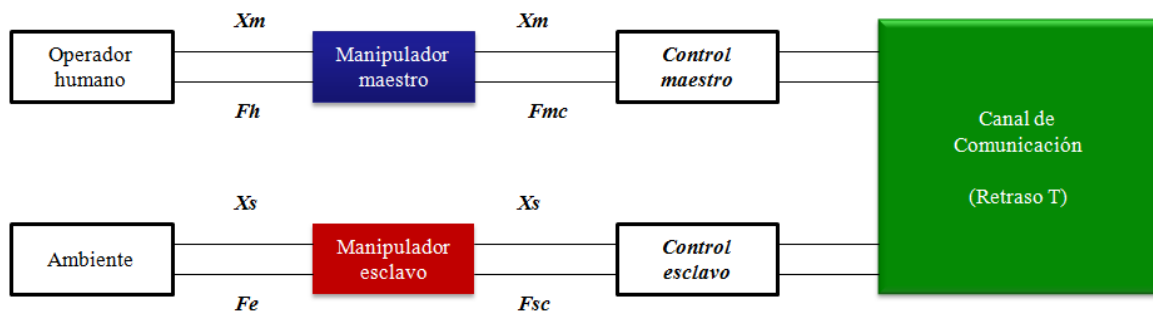 Xm
Xm
Operador
humano
Manipulador
maestro
Control
maestro
Fh
Fmc
Canal de
Comunicación
(Retraso T)
Xs
Xs
Ambiente
Manipulador
esclavo
Control
esclavo
Fe
Fsc